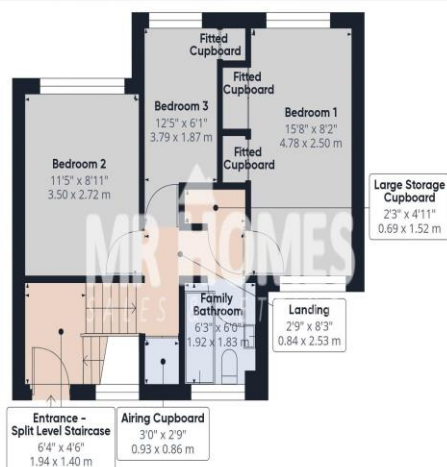 Fitted
Cupboard
Fitted
Cupboard
Bedroom 3
12'5" x 6'1"
3.79 x 1.87 m
Bedroom 1
15'8" x 8'2"
4.78 x 2.50 m
Bedroom 2
11'5" x 8'11"
3.50 x 2.72 m
Fitted
Cupboard
Large Storage
Cupboard
2'3" x 4'11"
0.69 x 1.52 m
MR HOMES
SALES
Family
Bathroom
6'3" x 6'0"
1.92 x 1.83 m
Landing
2'9" x 8'3"
0.84 x 2.53 m
Entrance -
Split Level Staircase
6'4" x 4'6"
1.94 x 1.40 m
Airing Cupboard
3'0" x 2'9"
0.93 x 0.86 m